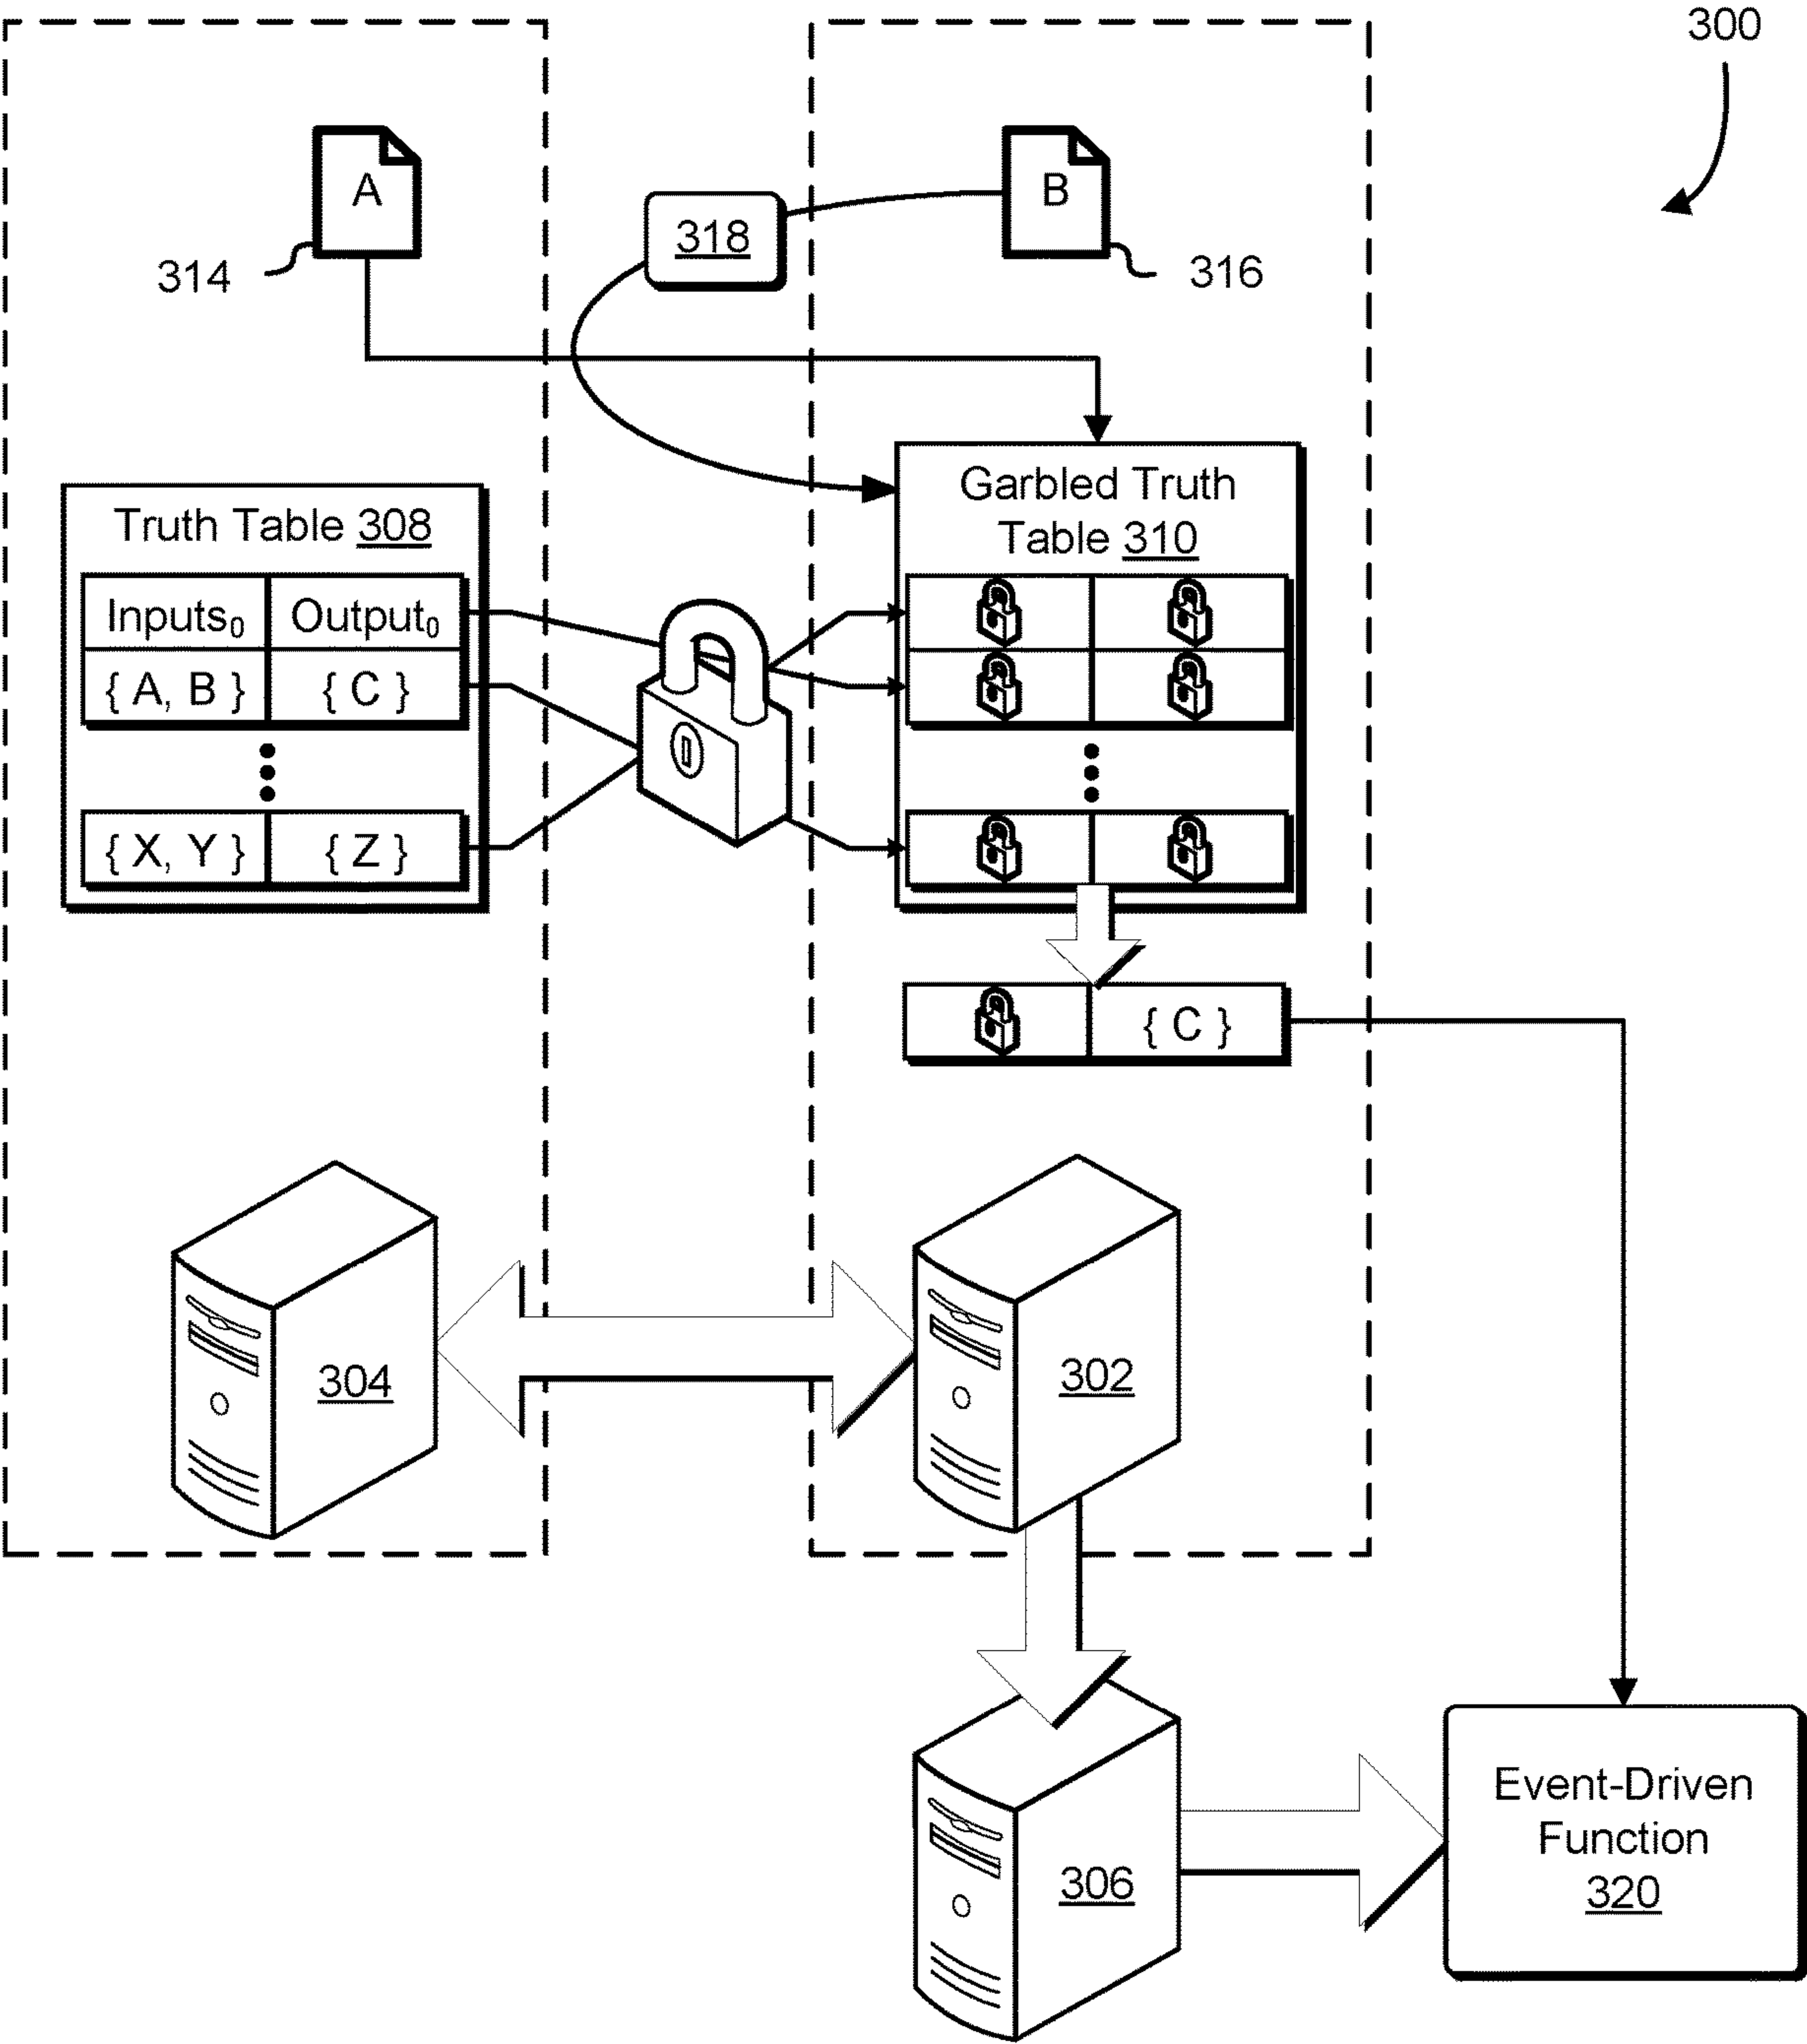 300
A
B
318
314
316
Garbled Truth
Table 310
Truth Table 308
Inputs₀ Output₀
{ A, B } { C }
{ X, Y } { Z }
{ C }
304
302
306
Event-Driven
Function
320